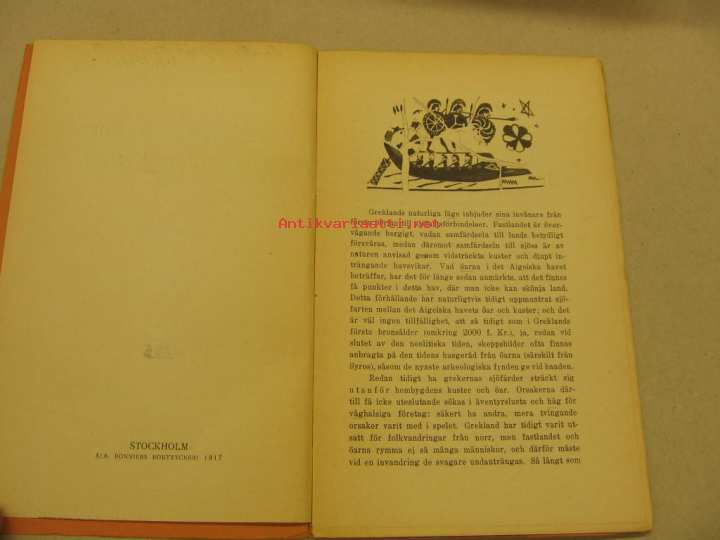 STOCKHOLM
ALB. BONNIERS BOKTRYCKERI 1917
Greklands naturliga läge inbjuder sina invånare från
till
Antikvariaatti.net
Fastlandet är över-
vägande bergigt, vadan samfärdseln till lands betydligt
försvåras, medan däremot samfärdseln till sjöss är av
naturen anvisad genom vidsträckta kuster och djupt in-
trängande havsvikar. Vad öarna i det Aigeiska havet
beträffar, har det för länge sedan anmärkts, att det finnes
få punkter i detta hav, där man icke kan skönja land.
Detta förhållande har naturligtvis tidigt uppmuntrat sjö-
farten mellan det Aigeiska havets öar och kuster; och det
är väl ingen tillfällighet, att så tidigt som i Greklands
första bronsålder (omkring 2000 f. Kr.), ja, redan vid
slutet av den neolitiska tiden, skeppsbilder ofta finnas
anbragta på den tidens husgeråd från öarna (särskilt från
Syros), såsom de nyaste arkeologiska fynden ge vid handen.
Redan tidigt ha grekernas sjöfärder sträckt sig
utanför hembygdens kuster och öar. Orsakerna där-
till få icke uteslutande sökas i äventyrslusta och håg för
våghalsiga företag: säkert ha andra, mera tvingande
orsaker varit med i spelet. Grekland har tidigt varit ut-
satt för folkvandringar från norr, men fastlandet och
öarna rymma ej så många människor, och därför måste
vid en invandring de svagare undanträngas. Så långt som